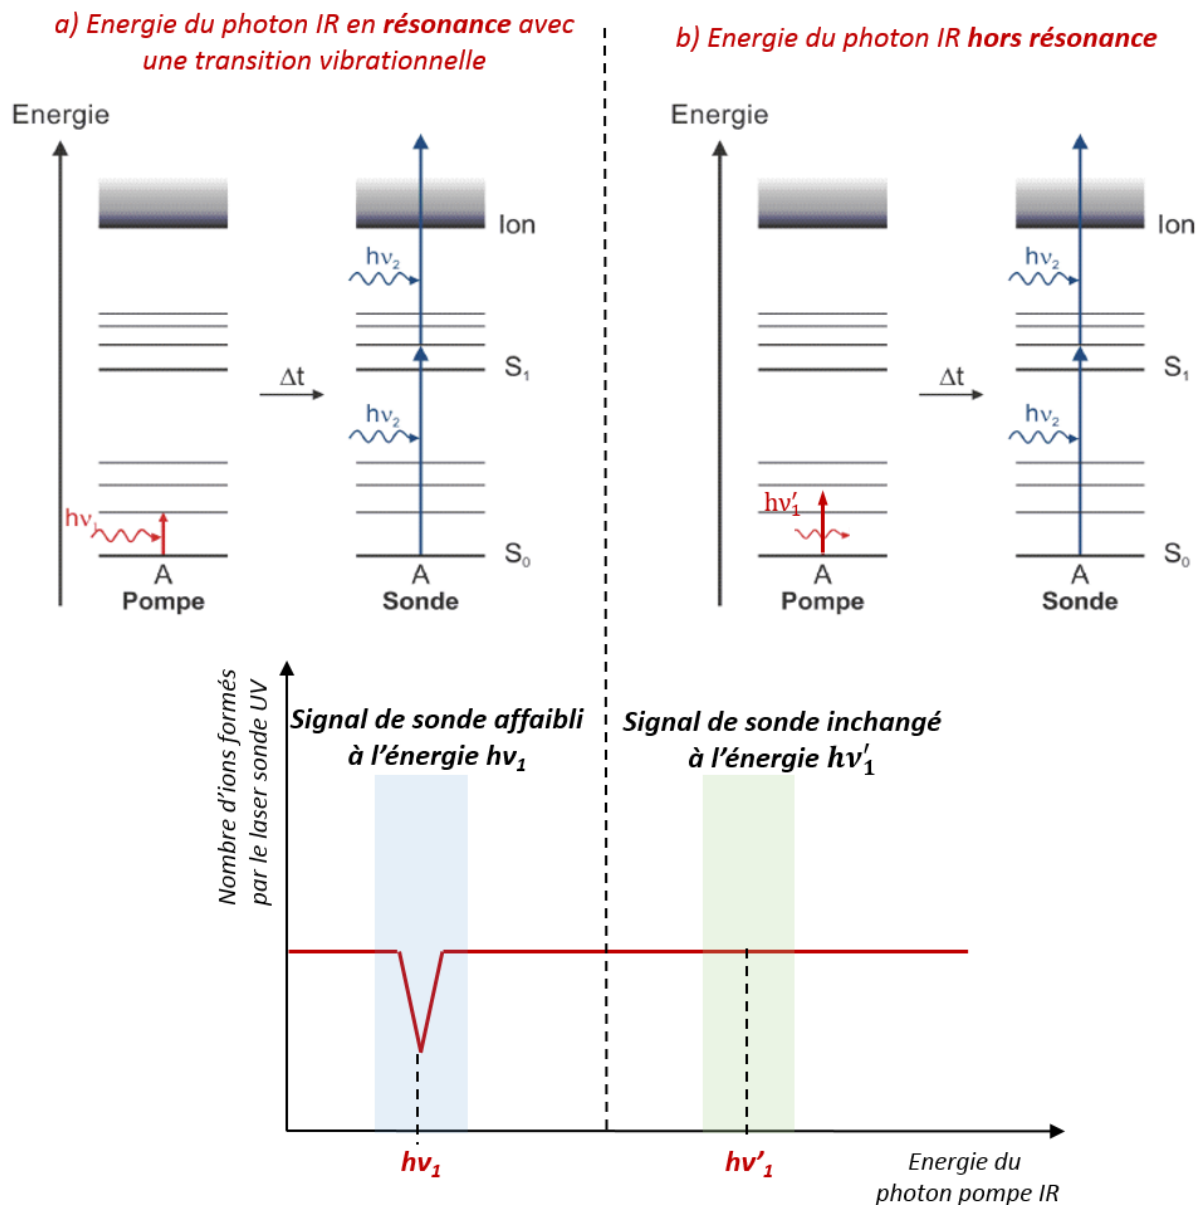 a) Energie du photon IR en résonance avec
une transition vibrationnelle
Energie
Ion
hν₂
S₁
Δt
hν₂
hν₁
S₀
A
A
Pompe
Sonde
b) Energie du photon IR hors résonance
Energie
Ion
hν₂
S₁
Δt
hν₂
hν′₁
S₀
A
A
Pompe
Sonde
Nombre d’ions formés
par le laser sonde UV
Signal de sonde affaibli
à l’énergie hν₁
Signal de sonde inchangé
à l’énergie hν′₁
hν₁
hν’₁
Energie du
photon pompe IR